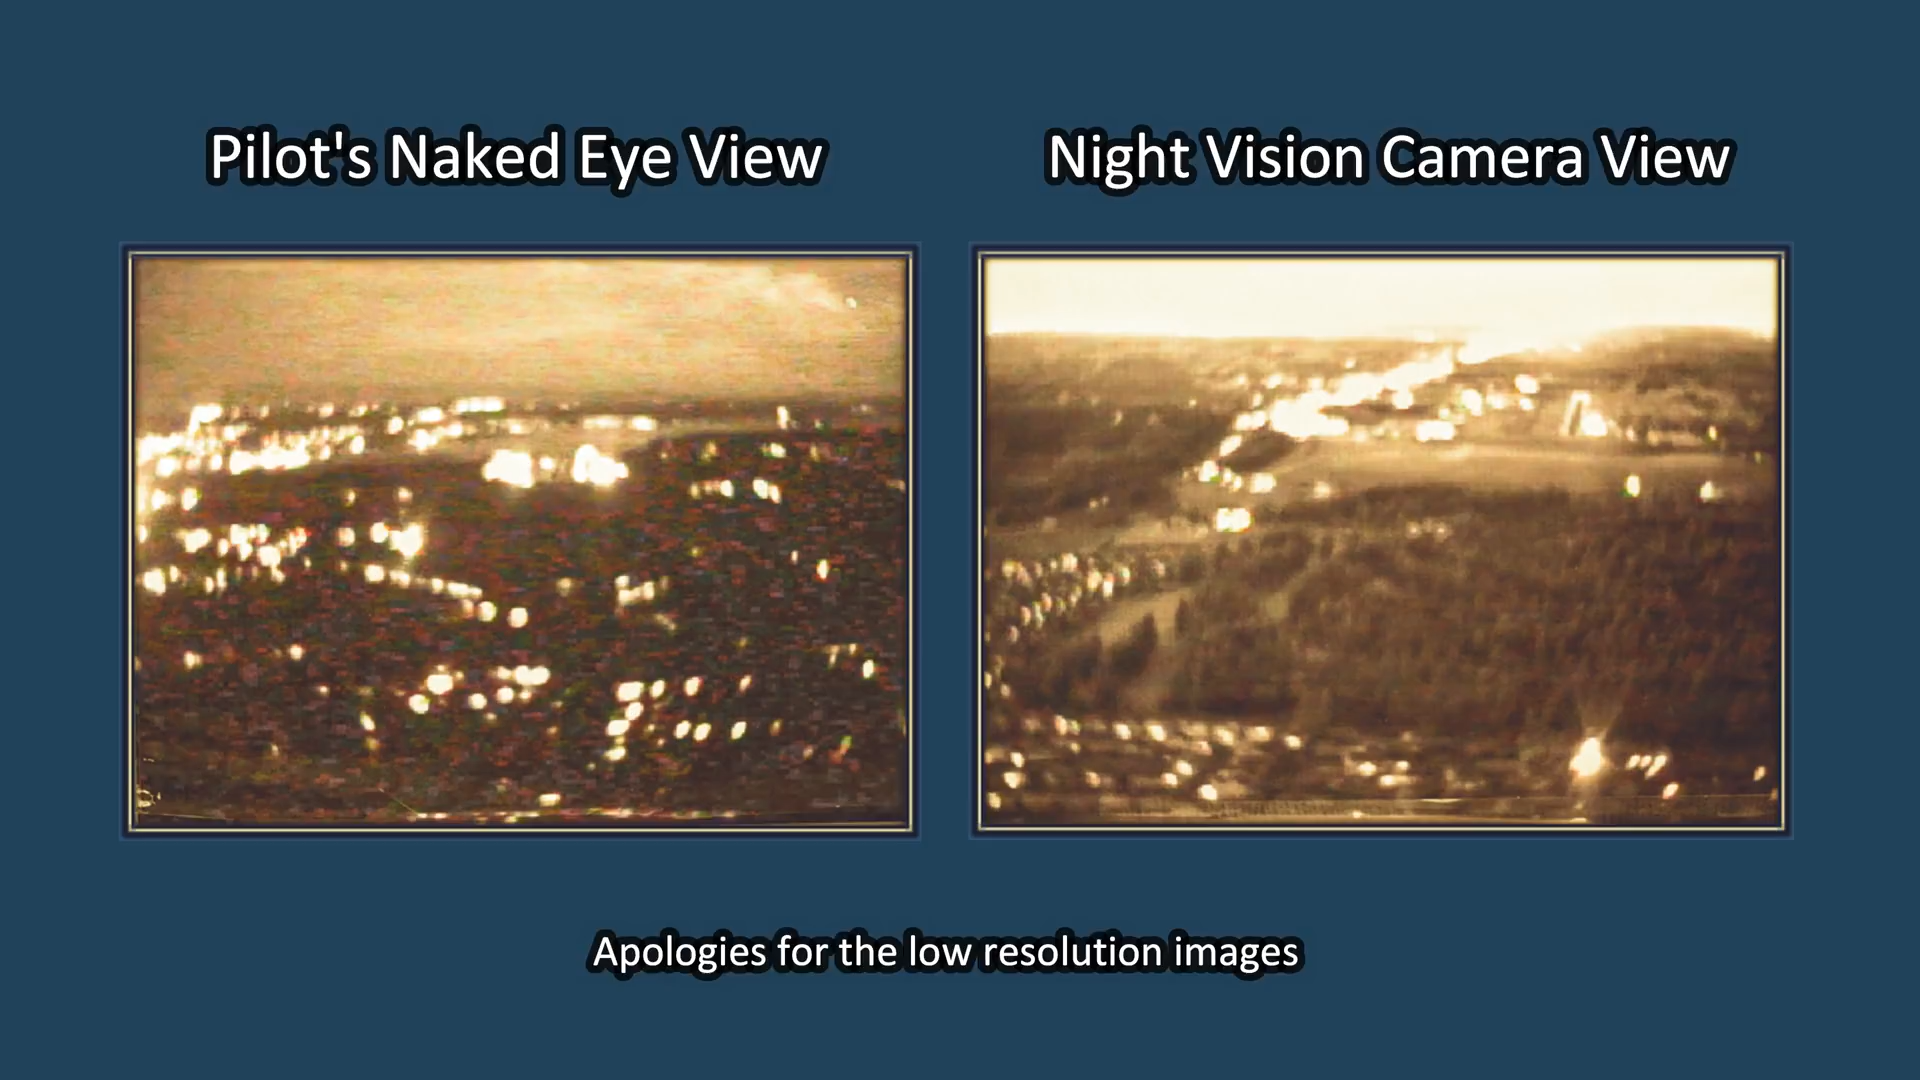 Pilot's Naked Eye View
Night Vision Camera View
Apologies for the low resolution images